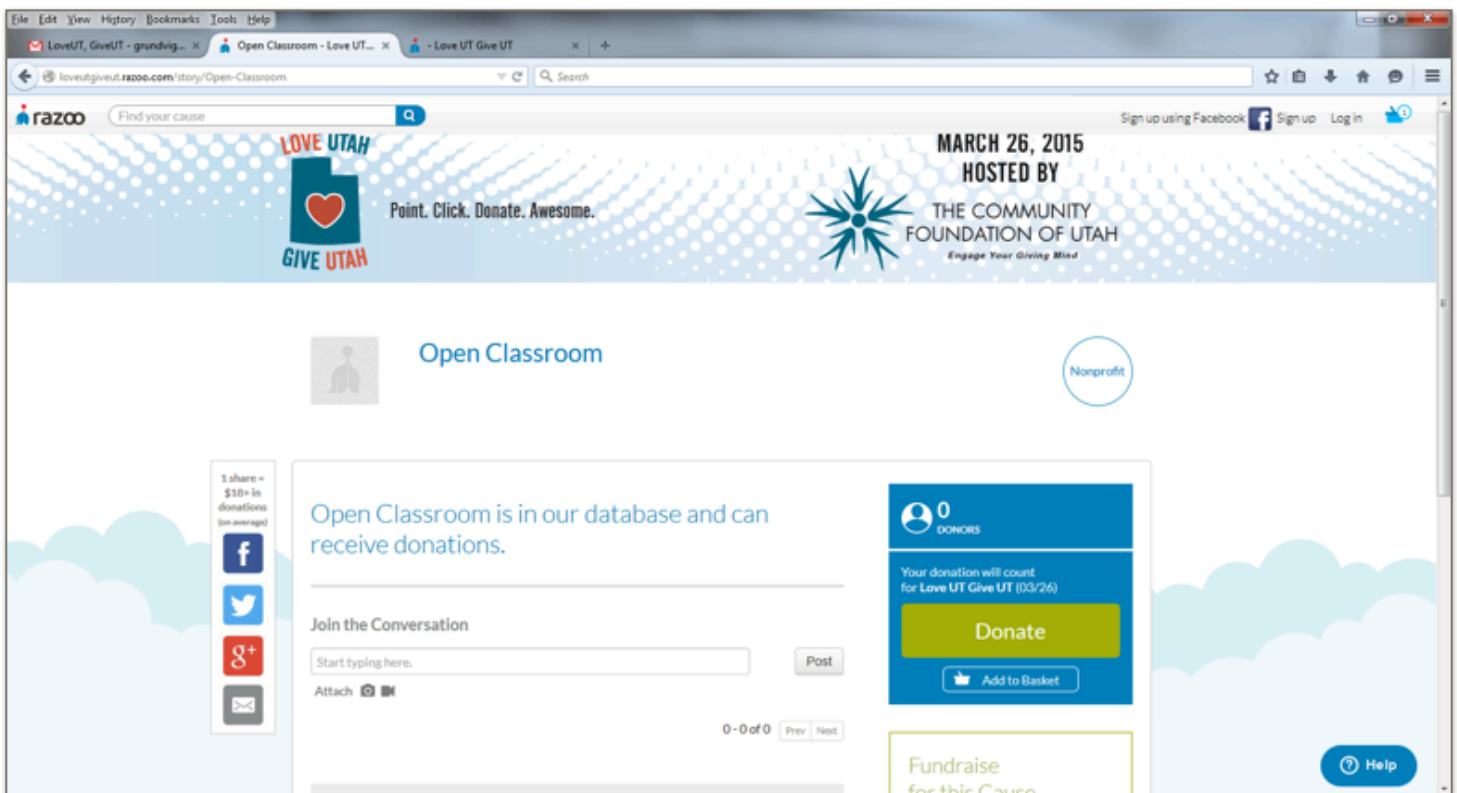 File Edit View History Bookmarks Tools Help
LoveUT, GiveUT - grundvig... ×
Open Classroom - Love UT... ×
- Love UT Give UT ×
+
loveutgiveut.razoo.com/story/Open-Classroom
Search
razoo
Find your cause
Sign up using Facebook Sign up Log in
1
LOVE UTAH
GIVE UTAH
Point. Click. Donate. Awesome.
MARCH 26, 2015
HOSTED BY
THE COMMUNITY
FOUNDATION OF UTAH
Engage Your Giving Mind
Open Classroom
Nonprofit
1 share =
$18+ in
donations
(on average)
f
g+
Open Classroom is in our database and can
receive donations.
Join the Conversation
Start typing here.
Post
Attach
0 - 0 of 0 Prev Next
0
DONORS
Your donation will count
for Love UT Give UT (03/26)
Donate
Add to Basket
Fundraise
for this Cause
? Help